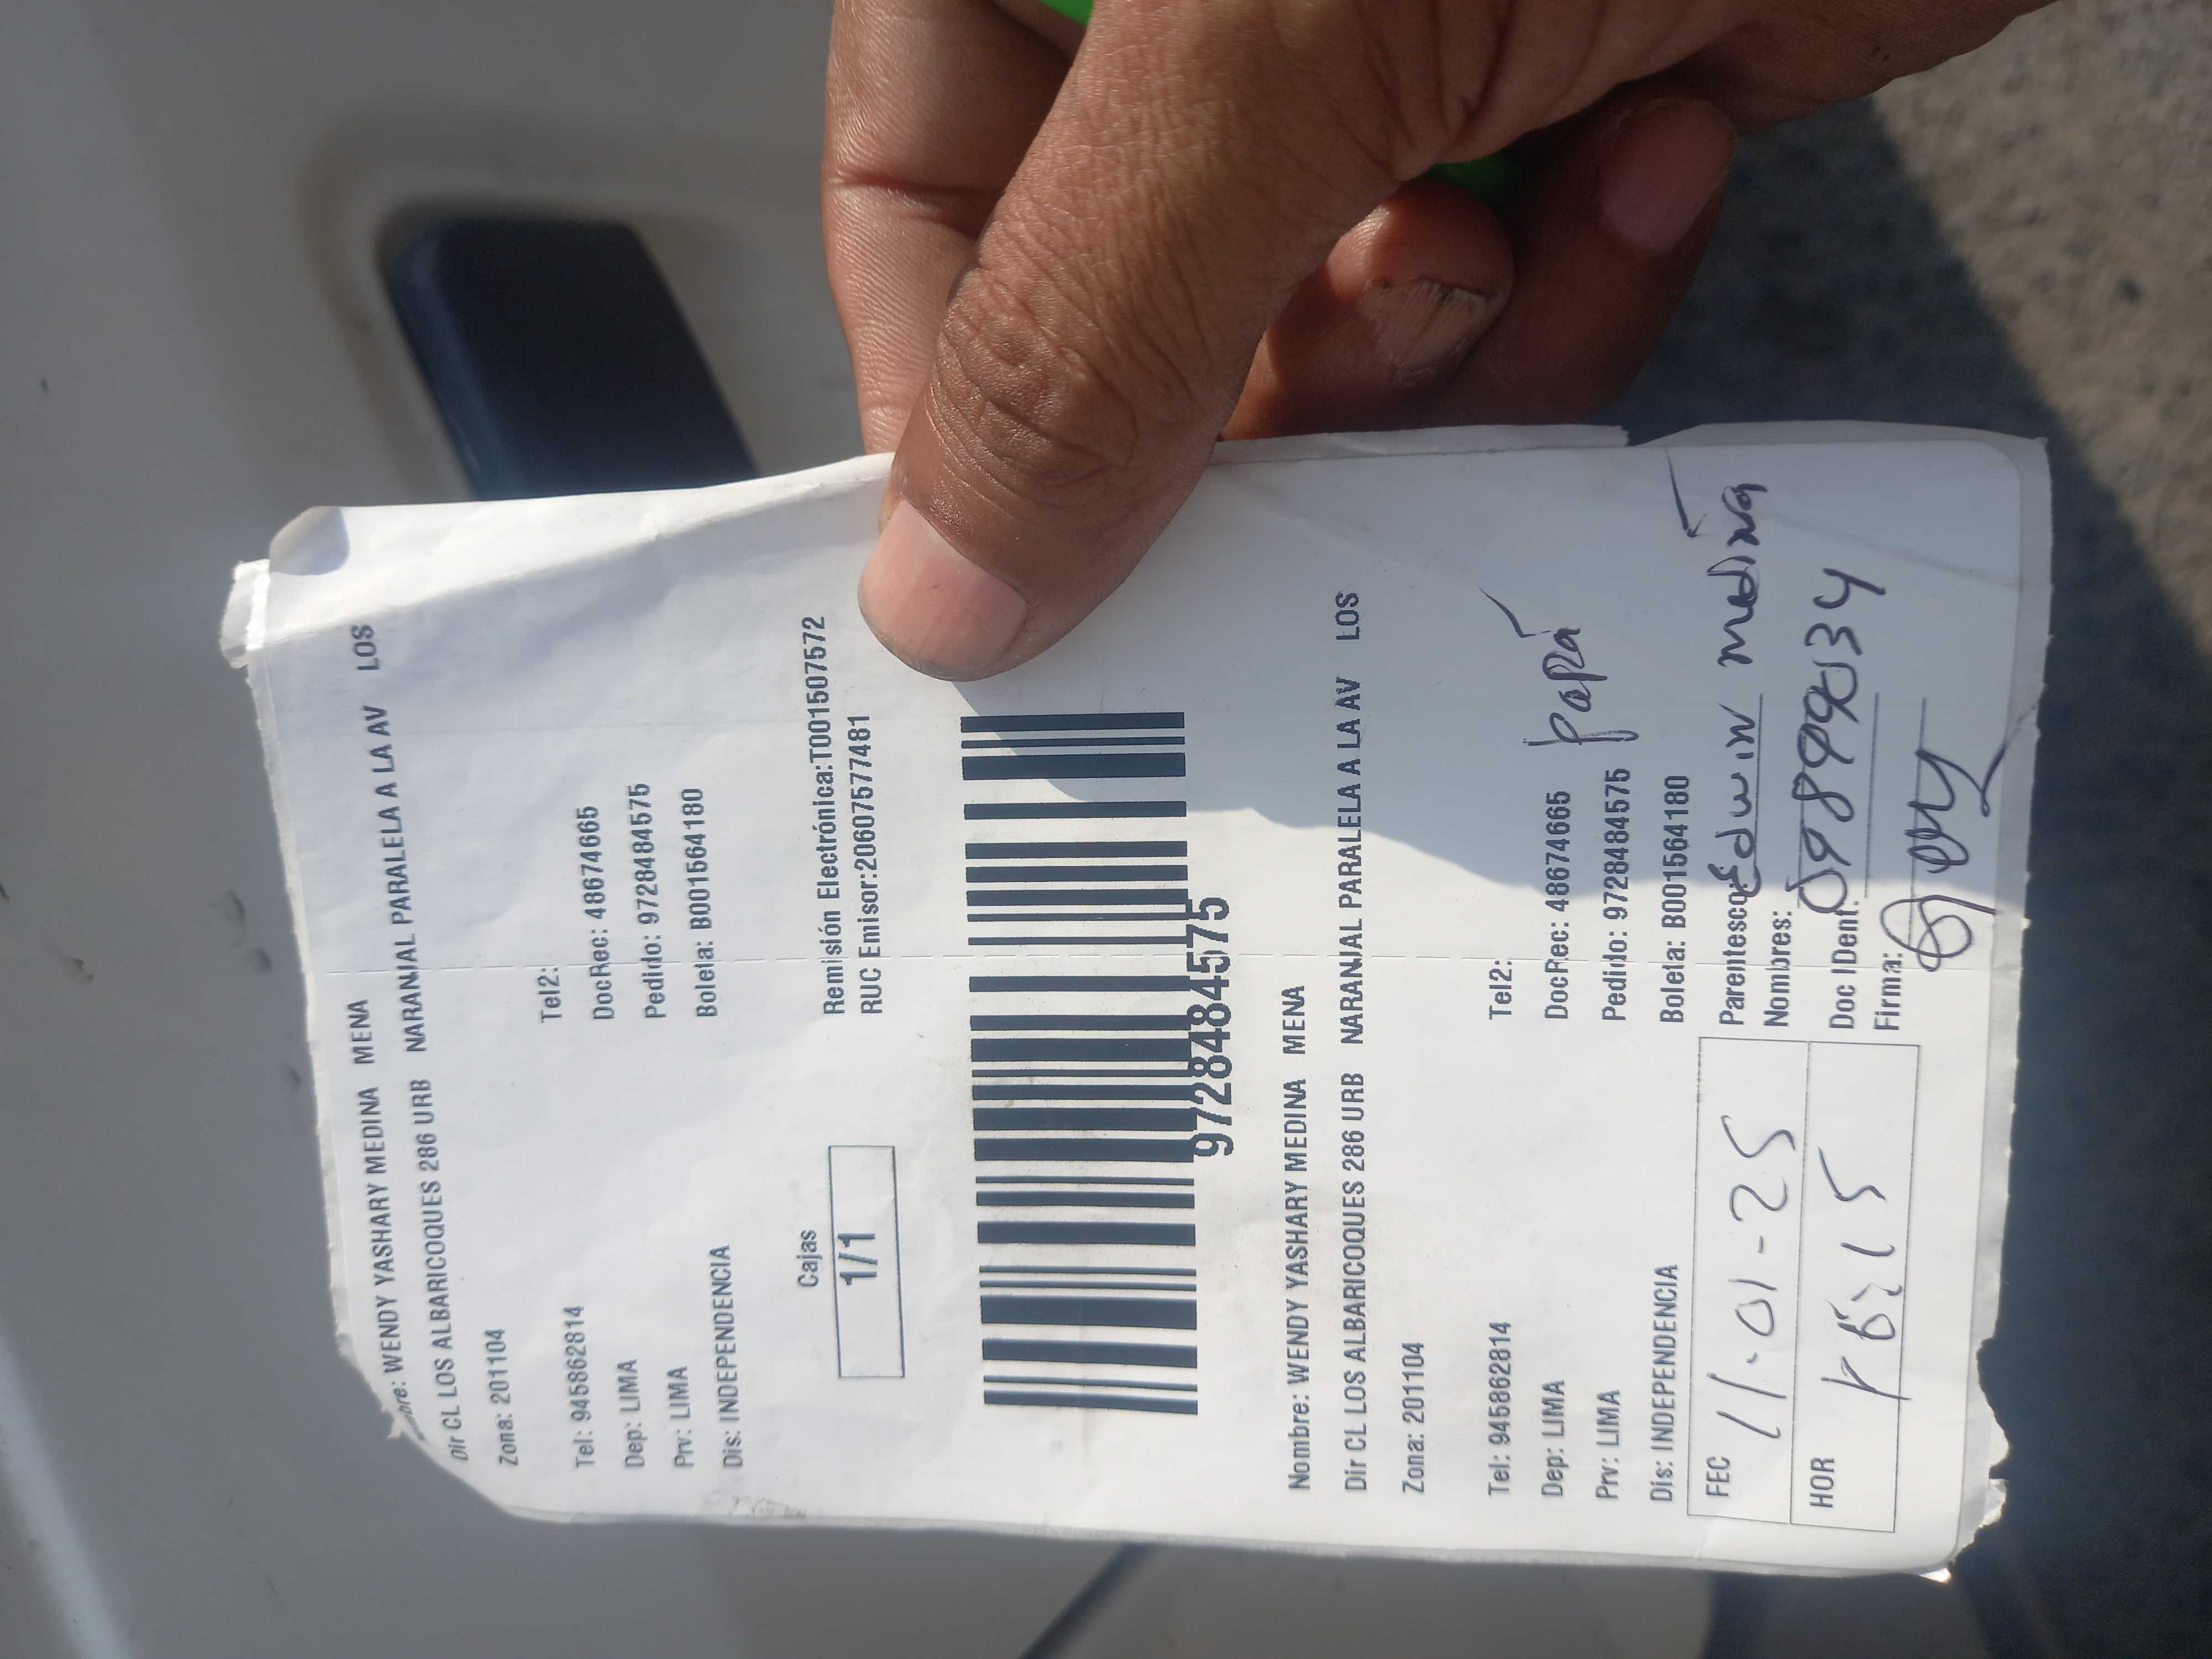 Nombre: WENDY YASHARY MEDINA MENA
Dir CL LOS ALBARICOQUES 286 URB NARANJAL PARALELA A LA AV LOS
Zona: 201104
Tel: 945862814 Tel2:
Dep: LIMA DocRec: 48674665
Prv: LIMA Pedido: 9728484575
Dis: INDEPENDENCIA Boleta: B001564180
Cajas Remisión Electrónica:T001507572
1/1 RUC Emisor:20607577481
9728484575
Nombre: WENDY YASHARY MEDINA MENA
Dir CL LOS ALBARICOQUES 286 URB NARANJAL PARALELA A LA AV LOS
Zona: 201104
Tel: 945862814 Tel2:
Dep: LIMA DocRec: 48674665 papá
Prv: LIMA Pedido: 9728484575
Dis: INDEPENDENCIA Boleta: B001564180
FEC 11.01-25 Parentesco: Edwin medina
Nombres:
HOR Doc IDent:
Firma: